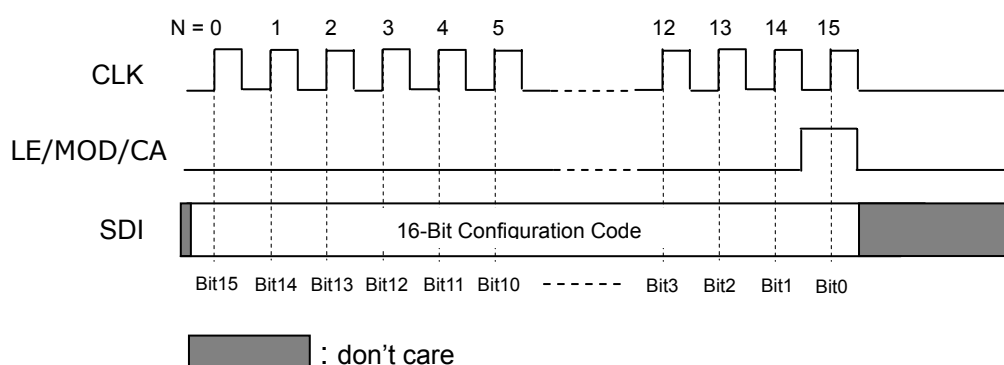 N = 0 1 2 3 4 5 12 13 14 15
CLK
LE/MOD/CA
SDI 16-Bit Configuration Code
Bit15 Bit14 Bit13 Bit12 Bit11 Bit10 Bit3 Bit2 Bit1 Bit0
: don't care